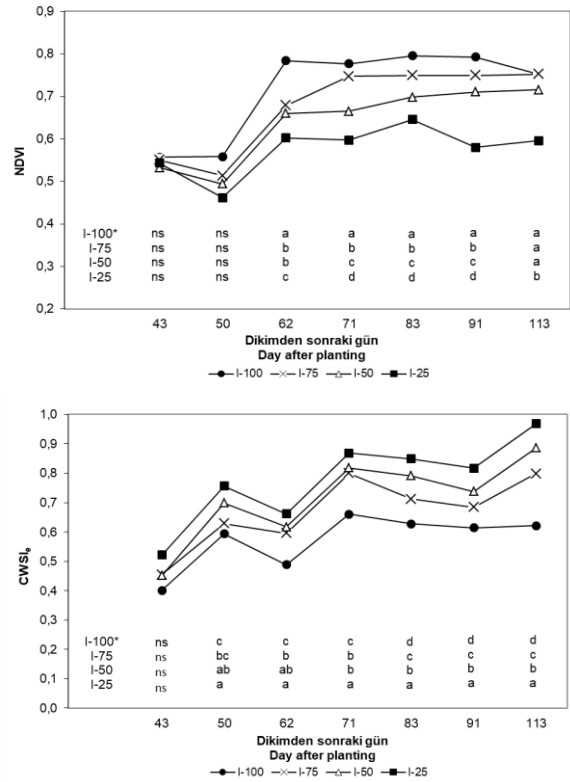 0,9
0,8
0,7
0,6
0,5
0,4
0,3
0,2
NDVI
I-100* ns ns a a a a a
I-75 ns ns b b b b a
I-50 ns ns b c c c a
I-25 ns ns c d d d b
43 50 62 71 83 91 113
Dikimden sonraki gün
Day after planting
I-100 I-75 I-50 I-25
1,0
0,9
0,8
0,7
0,6
0,5
0,4
0,3
0,2
0,1
0,0
CWSIe
I-100* ns c c c d d d
I-75 ns bc b b c c c
I-50 ns ab ab b b b b
I-25 ns a a a a a a
43 50 62 71 83 91 113
Dikimden sonraki gün
Day after planting
I-100 I-75 I-50 I-25